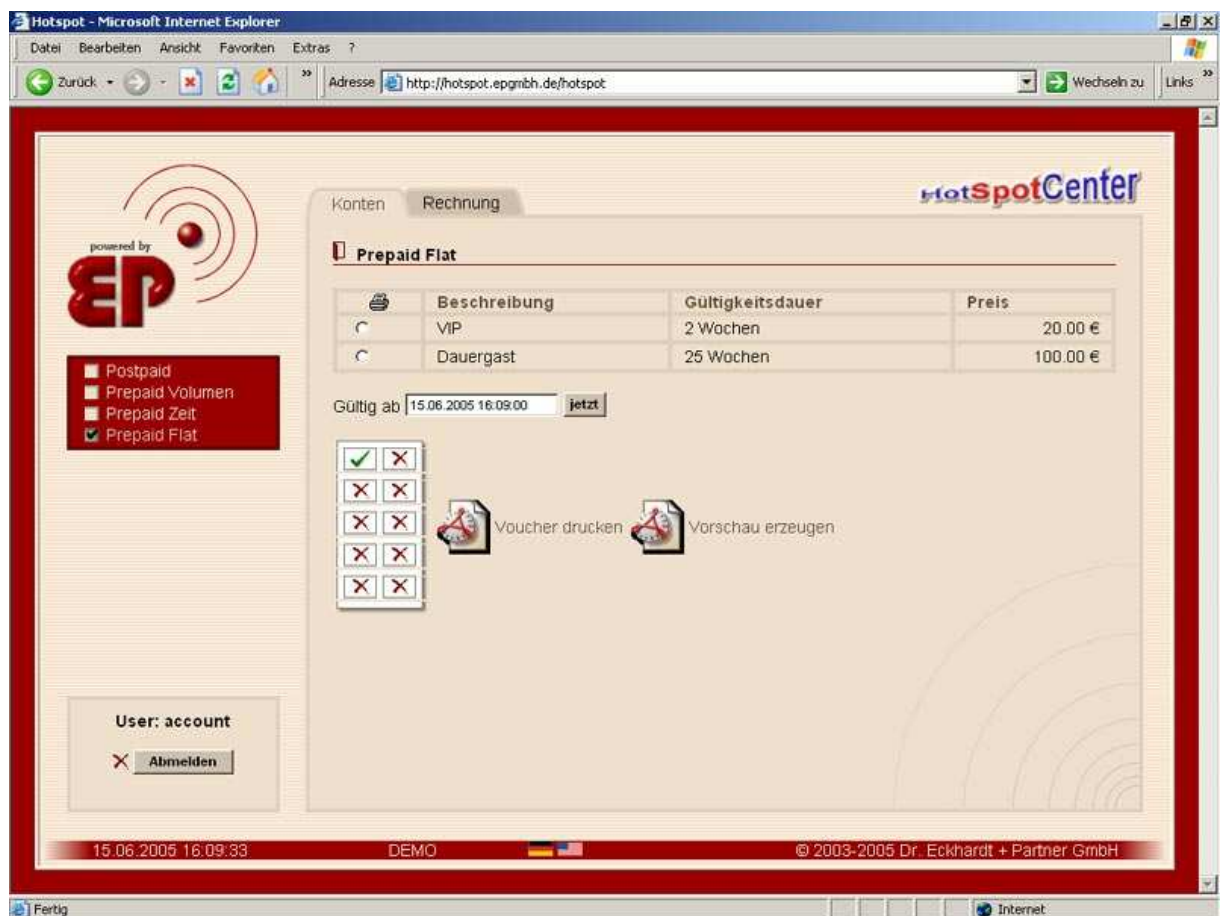 Hotspot - Microsoft Internet Explorer
Datei Bearbeiten Ansicht Favoriten Extras ?
Zurück Adresse http://hotspot.epgmbh.de/hotspot Wechseln zu Links
HotSpotCenter
Konten Rechnung
powered by
EP
Prepaid Flat
Beschreibung Gültigkeitsdauer Preis
VIP 2 Wochen 20.00 €
Dauergast 25 Wochen 100.00 €
Postpaid
Prepaid Volumen
Prepaid Zeit
Prepaid Flat
Gültig ab 15.06.2005 16:09:00 jetzt
Voucher drucken Vorschau erzeugen
User: account
Abmelden
15.06.2005 16:09:33 DEMO © 2003-2005 Dr. Eckhardt + Partner GmbH
Fertig Internet